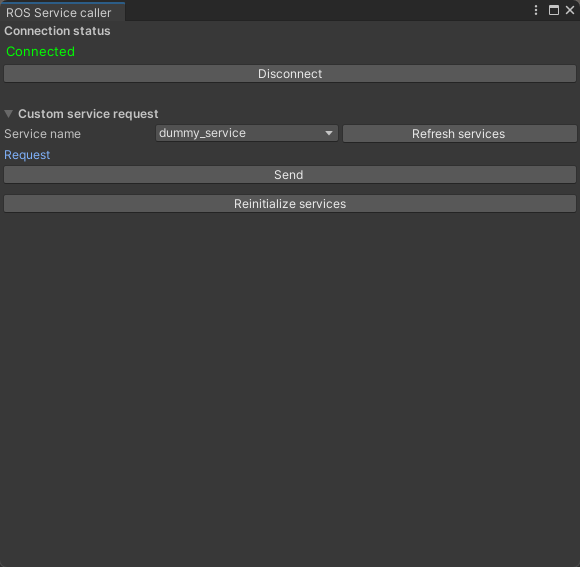 ROS Service caller
Connection status
Connected
Disconnect
Custom service request
Service name dummy_service Refresh services
Request
Send
Reinitialize services